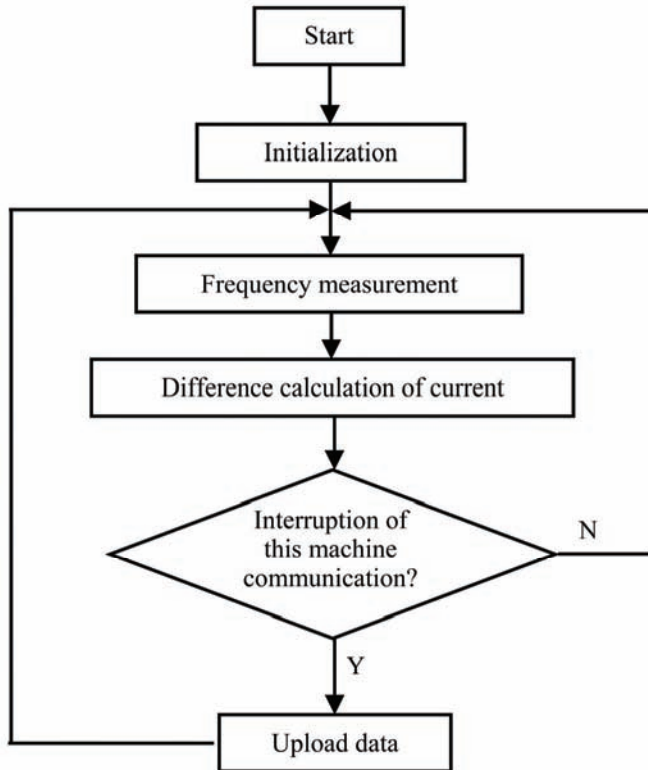 Start
Initialization
Frequency measurement
Difference calculation of current
Interruption of
this machine
communication?
N
Y
Upload data